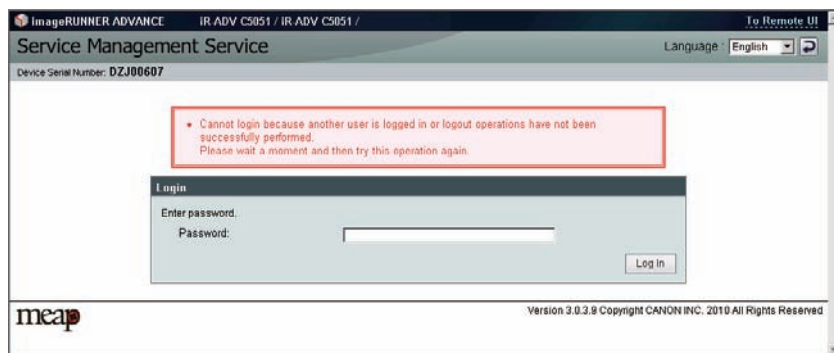 imageRUNNER ADVANCE iR-ADV C5051 / iR-ADV C5051 / To Remote UI
Service Management Service Language : English
Device Serial Number: DZJ00607
• Cannot login because another user is logged in or logout operations have not been
successfully performed.
Please wait a moment and then try this operation again.
Login
Enter password.
Password:
Log In
meap Version 3.0.3.9 Copyright CANON INC. 2010 All Rights Reserved